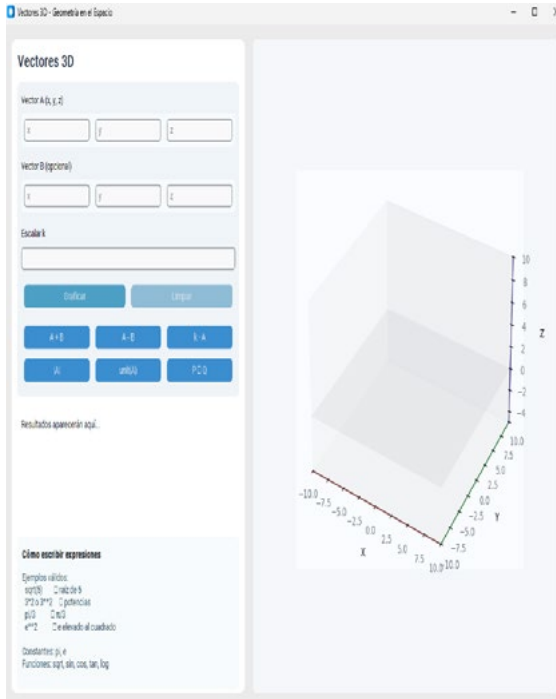 Vectores 3D - Geometría en el Espacio
Vectores 3D
Vector A (x, y, z)
x y z
Vector B (opcional)
x y z
Escalar k
Graficar Limpiar
A + B A - B k · A
|A| unit(A)
Resultados aparecerán aquí...
Cómo escribir expresiones
Ejemplos válidos:
sqrt(5) □ raíz de 5
3^2 o 3**2 □ potencias
pi/3 □ π/3
e**2 □ e elevado al cuadrado
Constantes: pi, e
Funciones: sqrt, sin, cos, tan, log
10
8
6
4
2
0
−2
−4
Z
10.0
7.5
5.0
2.5
0.0
−2.5
−5.0
−7.5
−10.0
Y
−10.0
−7.5
−5.0
−2.5
0.0
2.5
5.0
7.5
10.0
X